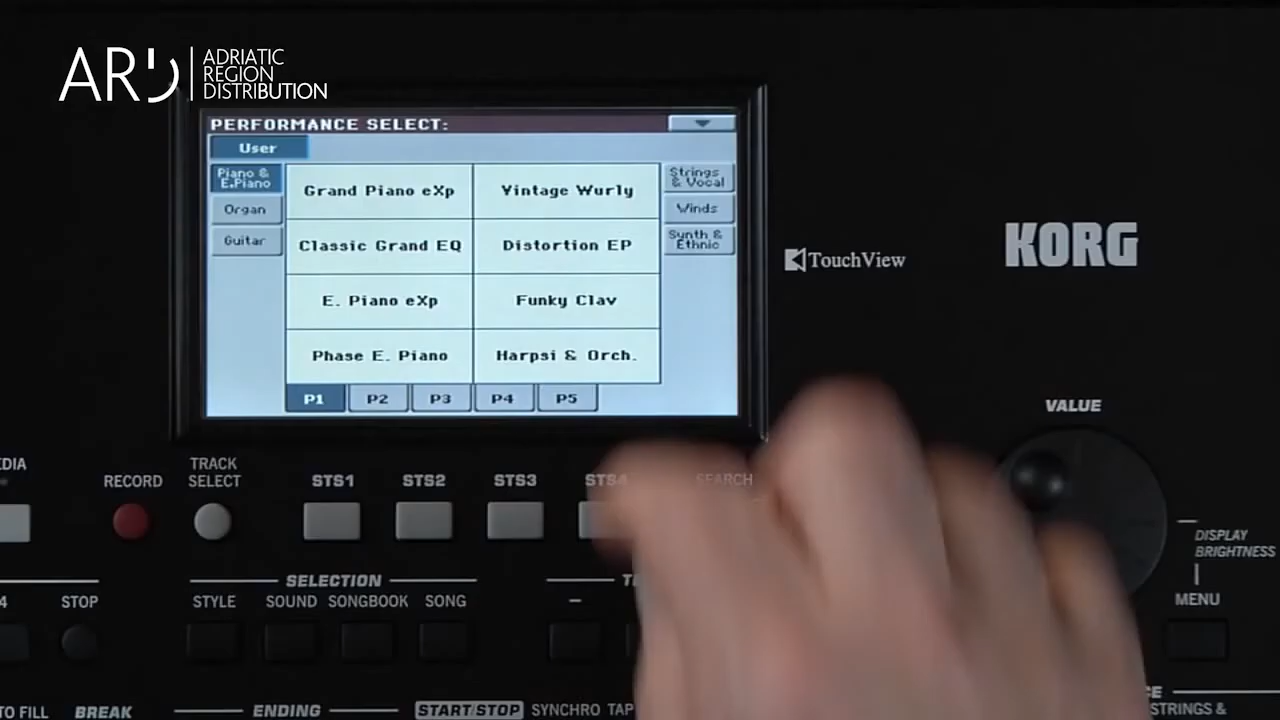 ARD
ADRIATIC
REGION
DISTRIBUTION
PERFORMANCE SELECT:
User
Piano &
E.Piano
Organ
Guitar
Grand Piano eXp
Vintage Wurly
Classic Grand EQ
Distortion EP
E. Piano eXp
Funky Clav
Phase E. Piano
Harpsi & Orch.
Strings
& Vocal
Winds
Synth &
Ethnic
P1 P2 P3 P4 P5
TouchView
KORG
VALUE
RECORD
TRACK
SELECT
STS1 STS2 STS3 STS4 SEARCH
DISPLAY
BRIGHTNESS
SELECTION
STOP
STYLE SOUND SONGBOOK SONG
–
MENU
TO FILL BREAK ENDING START/STOP SYNCHRO TAP
STRINGS &